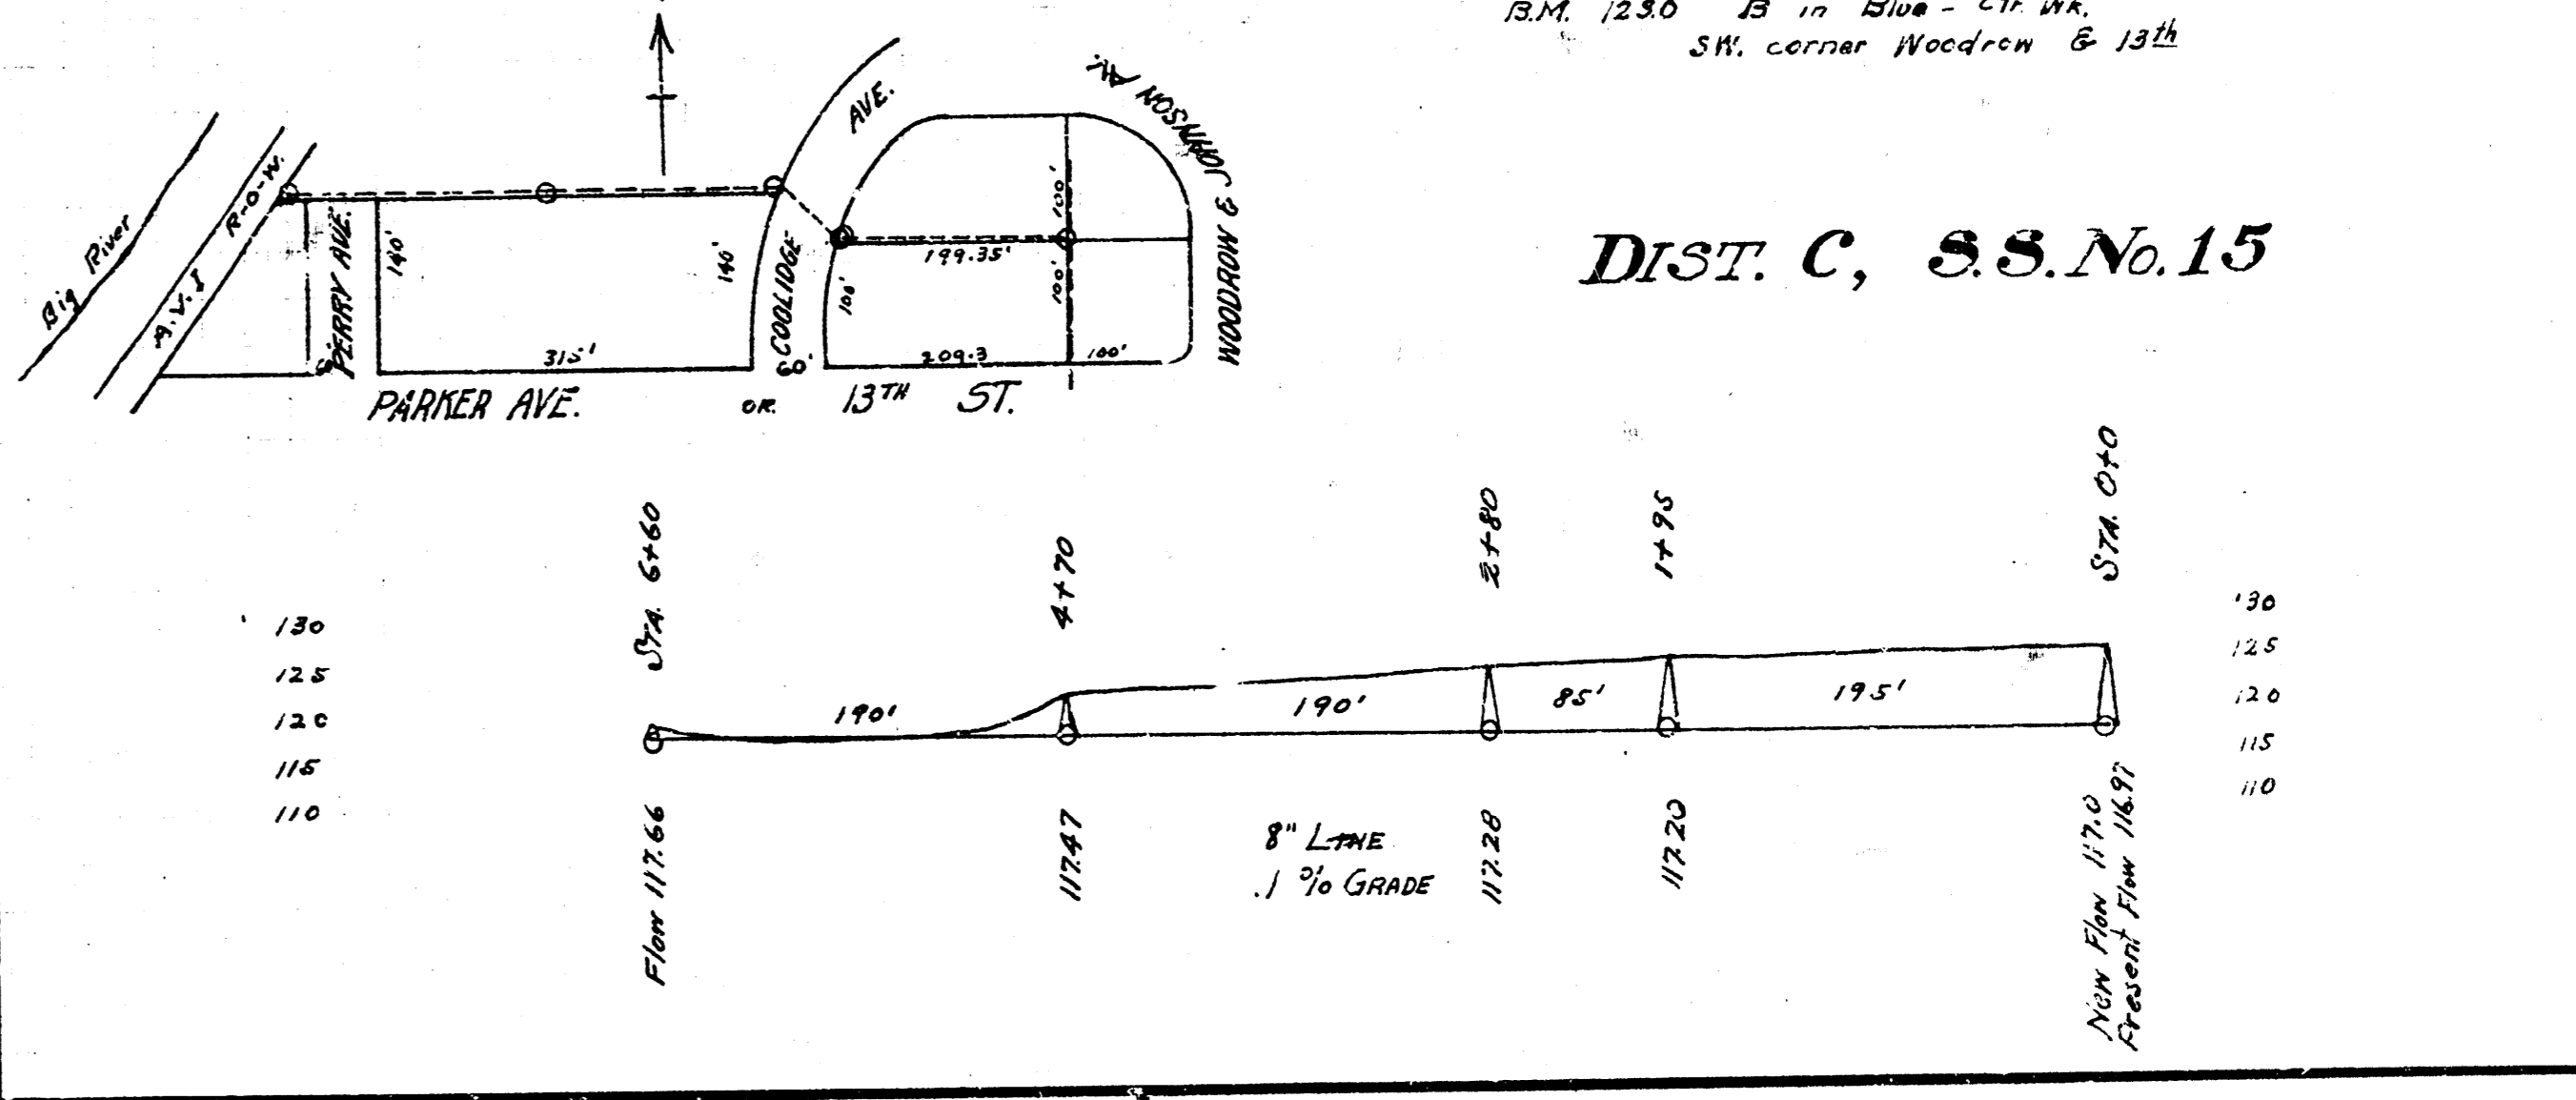 B.M. 123.0 B in Blue - Ctr. Wk.
SW. corner Woodrow & 13th
AVE.
WOODROW & JOHNSON
Big River
A.V.I R-O-W.
PERRY AVE.
140'
140'
COOLIDGE
60'
100'
199.35'
100'
100'
315'
209.3
100'
PARKER AVE. OR. 13TH ST.
DIST. C, S.S. No. 15
STA. 6+60
4+70
2+80
1+95
STA. 0+0
130
125
120
115
110
190'
190'
85'
195'
130
125
120
115
110
Flow 117.66
117.47
8" LINE
.1 % GRADE
117.28
117.20
New Flow 117.0
Present Flow 116.97